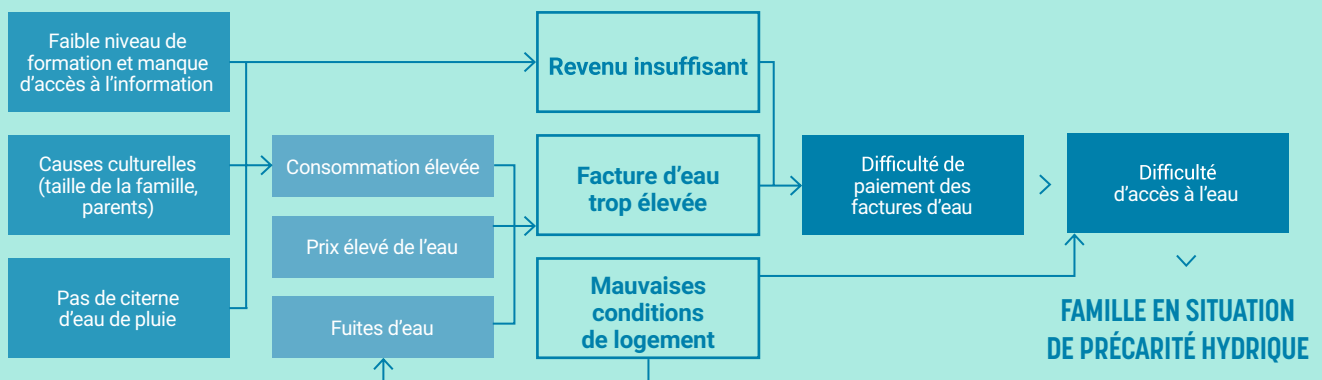 Faible niveau de
formation et manque
d'accès à l'information
Revenu insuffisant
Causes culturelles
(taille de la famille,
parents)
Consommation élevée
Facture d'eau
trop élevée
Difficulté de
paiement des
factures d'eau
Difficulté
d'accès à l'eau
Prix élevé de l'eau
Pas de citerne
d'eau de pluie
Fuites d'eau
Mauvaises
conditions
de logement
FAMILLE EN SITUATION
DE PRÉCARITÉ HYDRIQUE